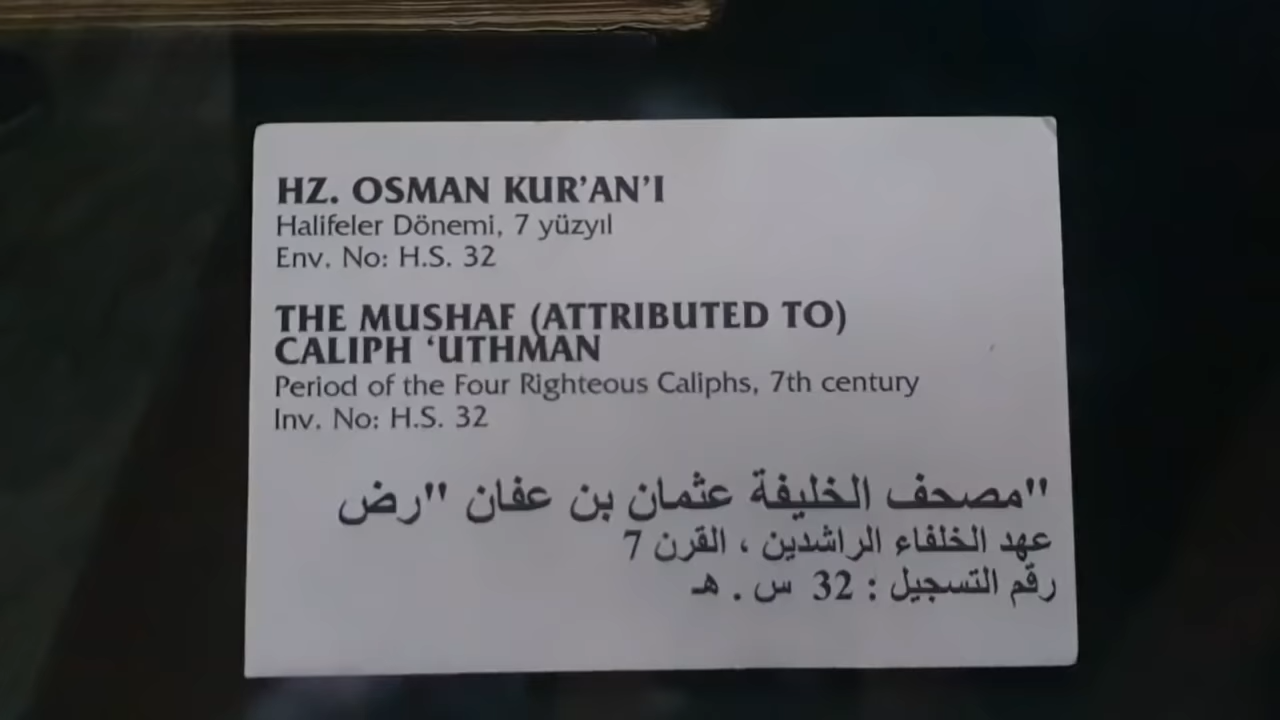 HZ. OSMAN KUR'AN'I
Halifeler Dönemi, 7 yüzyıl
Env. No: H.S. 32
THE MUSHAF (ATTRIBUTED TO)
CALIPH ‘UTHMAN
Period of the Four Righteous Caliphs, 7th century
Inv. No: H.S. 32
"مصحف الخليفة عثمان بن عفان "رض
عهد الخلفاء الراشدين ، القرن 7
رقم التسجيل : 32 س . هـ